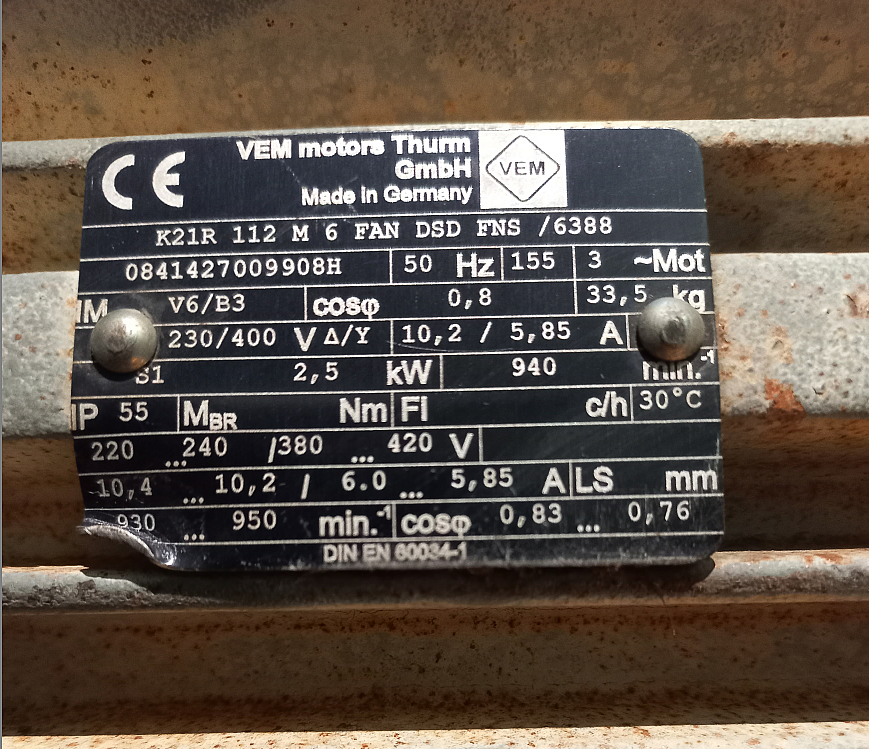 CE VEM motors Thurm
GmbH VEM
Made in Germany
K21R 112 M 6 FAN DSD FNS /6388
0841427009908H 50 Hz 155 3 ~Mot
IM V6/B3 cosφ 0,8 33,5 kg
230/400 V Δ/Y 10,2 / 5,85 A
S1 2,5 kW 940 min.-1
IP 55 MBR Nm FI c/h 30°C
220 ...240 /380 ... 420 V
10,4 ... 10,2 / 6.0 ... 5,85 A LS mm
930 ... 950 min.-1 cosφ 0,83 ... 0,76
DIN EN 60034-1